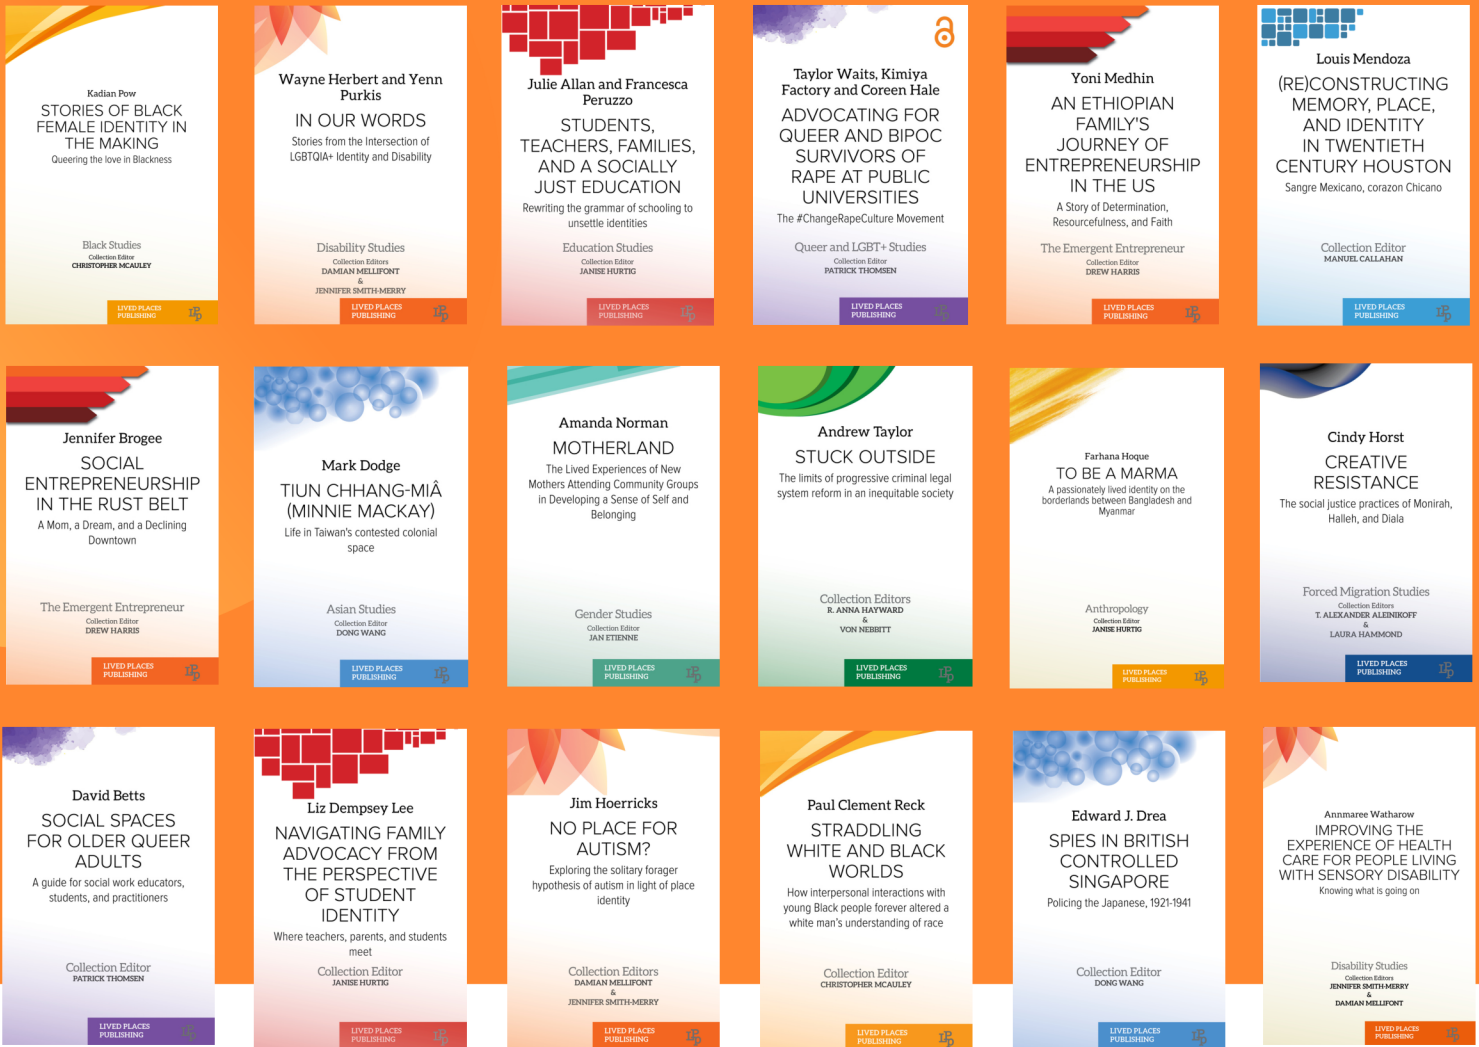 Kadian Pow
STORIES OF BLACK
FEMALE IDENTITY IN
THE MAKING
Queering the love in Blackness
Black Studies
Collection Editor
CHRISTOPHER MCAULEY
LIVED PLACES
PUBLISHING
LPP
Wayne Herbert and Yenn
Purkis
IN OUR WORDS
Stories from the Intersection of
LGBTQIA+ Identity and Disability
Disability Studies
Collection Editors
DAMIAN MELLIFONT
&
JENNIFER SMITH-MERRY
LIVED PLACES
PUBLISHING
LPP
Julie Allan and Francesca
Peruzzo
STUDENTS,
TEACHERS, FAMILIES,
AND A SOCIALLY
JUST EDUCATION
Rewriting the grammar of schooling to
unsettle identities
Education Studies
Collection Editor
JANISE HURTIG
LIVED PLACES
PUBLISHING
LPP
Taylor Waits, Kimiya
Factory and Coreen Hale
ADVOCATING FOR
QUEER AND BIPOC
SURVIVORS OF
RAPE AT PUBLIC
UNIVERSITIES
The #ChangeRapeCulture Movement
Queer and LGBT+ Studies
Collection Editor
PATRICK THOMSEN
LIVED PLACES
PUBLISHING
LPP
Yoni Medhin
AN ETHIOPIAN
FAMILY'S
JOURNEY OF
ENTREPRENEURSHIP
IN THE US
A Story of Determination,
Resourcefulness, and Faith
The Emergent Entrepreneur
Collection Editor
DREW HARRIS
LIVED PLACES
PUBLISHING
LPP
Louis Mendoza
(RE)CONSTRUCTING
MEMORY, PLACE,
AND IDENTITY
IN TWENTIETH
CENTURY HOUSTON
Sangre Mexicano, corazon Chicano
Collection Editor
MANUEL CALLAHAN
LIVED PLACES
PUBLISHING
LPP
Jennifer Brogee
SOCIAL
ENTREPRENEURSHIP
IN THE RUST BELT
A Mom, a Dream, and a Declining
Downtown
The Emergent Entrepreneur
Collection Editor
DREW HARRIS
LIVED PLACES
PUBLISHING
LPP
Mark Dodge
TIUN CHHANG-MIÂ
(MINNIE MACKAY)
Life in Taiwan's contested colonial
space
Asian Studies
Collection Editor
DONG WANG
LIVED PLACES
PUBLISHING
LPP
Amanda Norman
MOTHERLAND
The Lived Experiences of New
Mothers Attending Community Groups
in Developing a Sense of Self and
Belonging
Gender Studies
Collection Editor
JAN ETIENNE
LIVED PLACES
PUBLISHING
LPP
Andrew Taylor
STUCK OUTSIDE
The limits of progressive criminal legal
system reform in an inequitable society
Collection Editors
R. ANNA HAYWARD
&
VON NEBBITT
LIVED PLACES
PUBLISHING
LPP
Farhana Hoque
TO BE A MARMA
A passionately lived identity on the
borderlands between Bangladesh and
Myanmar
Anthropology
Collection Editor
JANISE HURTIG
LIVED PLACES
PUBLISHING
LPP
Cindy Horst
CREATIVE
RESISTANCE
The social justice practices of Monirah,
Halleh, and Diala
Forced Migration Studies
Collection Editors
T. ALEXANDER ALEINIKOFF
&
LAURA HAMMOND
LIVED PLACES
PUBLISHING
LPP
David Betts
SOCIAL SPACES
FOR OLDER QUEER
ADULTS
A guide for social work educators,
students, and practitioners
Collection Editor
PATRICK THOMSEN
LIVED PLACES
PUBLISHING
LPP
Liz Dempsey Lee
NAVIGATING FAMILY
ADVOCACY FROM
THE PERSPECTIVE
OF STUDENT
IDENTITY
Where teachers, parents, and students
meet
Collection Editor
JANISE HURTIG
LIVED PLACES
PUBLISHING
LPP
Jim Hoerricks
NO PLACE FOR
AUTISM?
Exploring the solitary forager
hypothesis of autism in light of place
identity
Collection Editors
DAMIAN MELLIFONT
&
JENNIFER SMITH-MERRY
LIVED PLACES
PUBLISHING
LPP
Paul Clement Reck
STRADDLING
WHITE AND BLACK
WORLDS
How interpersonal interactions with
young Black people forever altered a
white man's understanding of race
Collection Editor
CHRISTOPHER MCAULEY
LIVED PLACES
PUBLISHING
LPP
Edward J. Drea
SPIES IN BRITISH
CONTROLLED
SINGAPORE
Policing the Japanese, 1921-1941
Collection Editor
DONG WANG
LIVED PLACES
PUBLISHING
LPP
Annmaree Watharow
IMPROVING THE
EXPERIENCE OF HEALTH
CARE FOR PEOPLE LIVING
WITH SENSORY DISABILITY
Knowing what is going on
Disability Studies
Collection Editors
JENNIFER SMITH-MERRY
&
DAMIAN MELLIFONT
LIVED PLACES
PUBLISHING
LPP